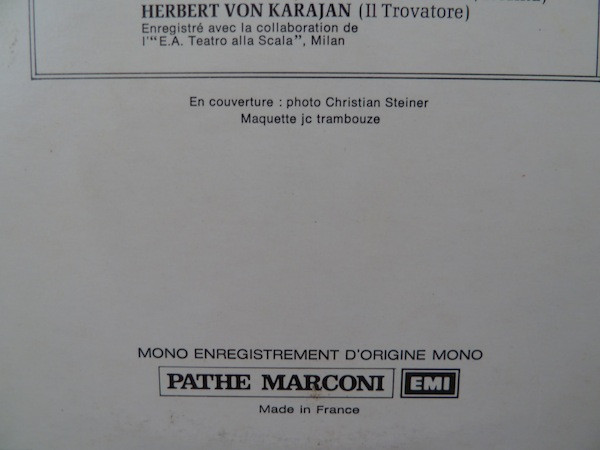 HERBERT VON KARAJAN (Il Trovatore)
Enregistré avec la collaboration de
l'“E.A. Teatro alla Scala”, Milan
En couverture : photo Christian Steiner
Maquette jc trambouze
MONO ENREGISTREMENT D'ORIGINE MONO
PATHE MARCONI EMI
Made in France